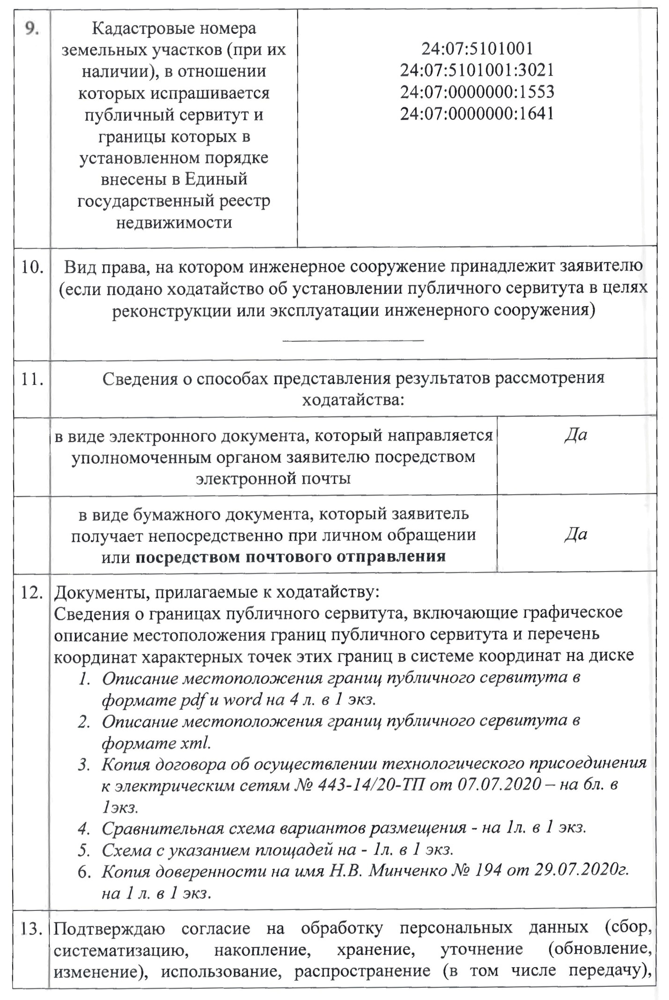 9.
Кадастровые номера
земельных участков (при их
наличии), в отношении
которых испрашивается
публичный сервитут и
границы которых в
установленном порядке
внесены в Единый
государственный реестр
недвижимости
24:07:5101001
24:07:5101001:3021
24:07:0000000:1553
24:07:0000000:1641
10.
Вид права, на котором инженерное сооружение принадлежит заявителю
(если подано ходатайство об установлении публичного сервитута в целях
реконструкции или эксплуатации инженерного сооружения)
11.
Сведения о способах представления результатов рассмотрения
ходатайства:
в виде электронного документа, который направляется
уполномоченным органом заявителю посредством
электронной почты
Да
в виде бумажного документа, который заявитель
получает непосредственно при личном обращении
или посредством почтового отправления
Да
12.
Документы, прилагаемые к ходатайству:
Сведения о границах публичного сервитута, включающие графическое
описание местоположения границ публичного сервитута и перечень
координат характерных точек этих границ в системе координат на диске
1. Описание местоположения границ публичного сервитута в
формате pdf и word на 4 л. в 1 экз.
2. Описание местоположения границ публичного сервитута в
формате xml.
3. Копия договора об осуществлении технологического присоединения
к электрическим сетям № 443-14/20-ТП от 07.07.2020 – на 6л. в
1экз.
4. Сравнительная схема вариантов размещения - на 1л. в 1 экз.
5. Схема с указанием площадей на - 1л. в 1 экз.
6. Копия доверенности на имя Н.В. Минченко № 194 от 29.07.2020г.
на 1 л. в 1 экз.
13.
Подтверждаю согласие на обработку персональных данных (сбор,
систематизацию, накопление, хранение, уточнение (обновление,
изменение), использование, распространение (в том числе передачу),